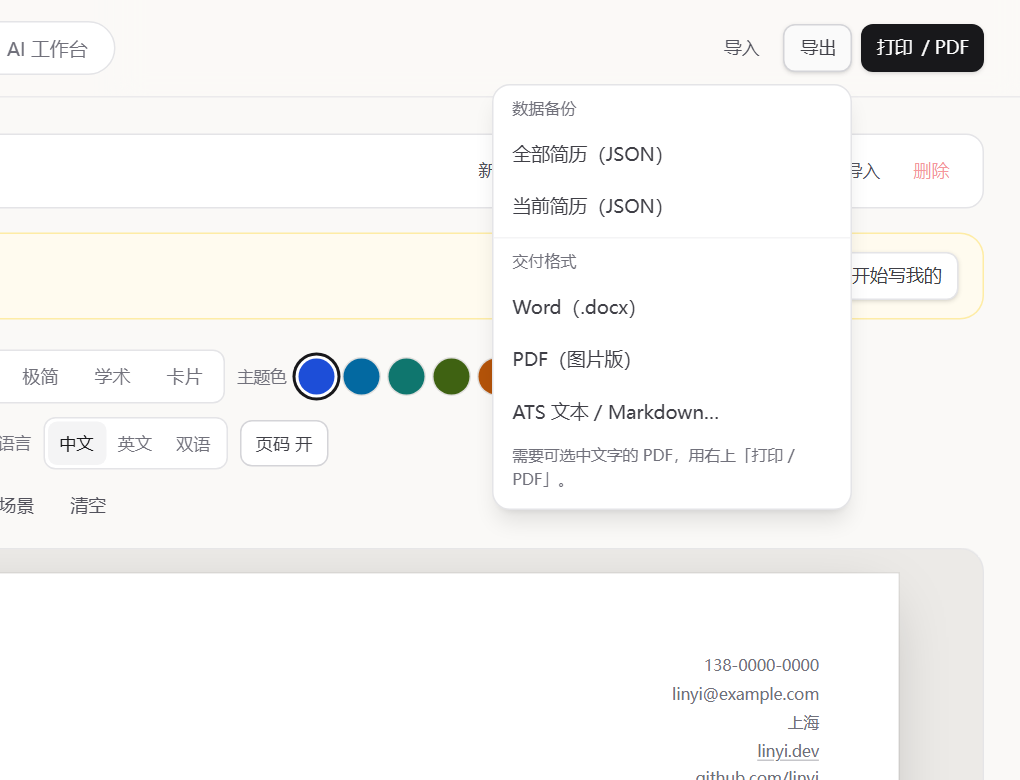 AI 工作台
导入
导出
打印 / PDF
数据备份
全部简历（JSON）
当前简历（JSON）
新
导入
删除
交付格式
开始写我的
Word（.docx）
PDF（图片版）
极简
学术
卡片
主题色
ATS 文本 / Markdown...
语言
中文
英文
双语
页码 开
需要可选中文字的 PDF，用右上「打印 /
PDF」。
场景
清空
138-0000-0000
linyi@example.com
上海
linyi.dev
github.com/linyi